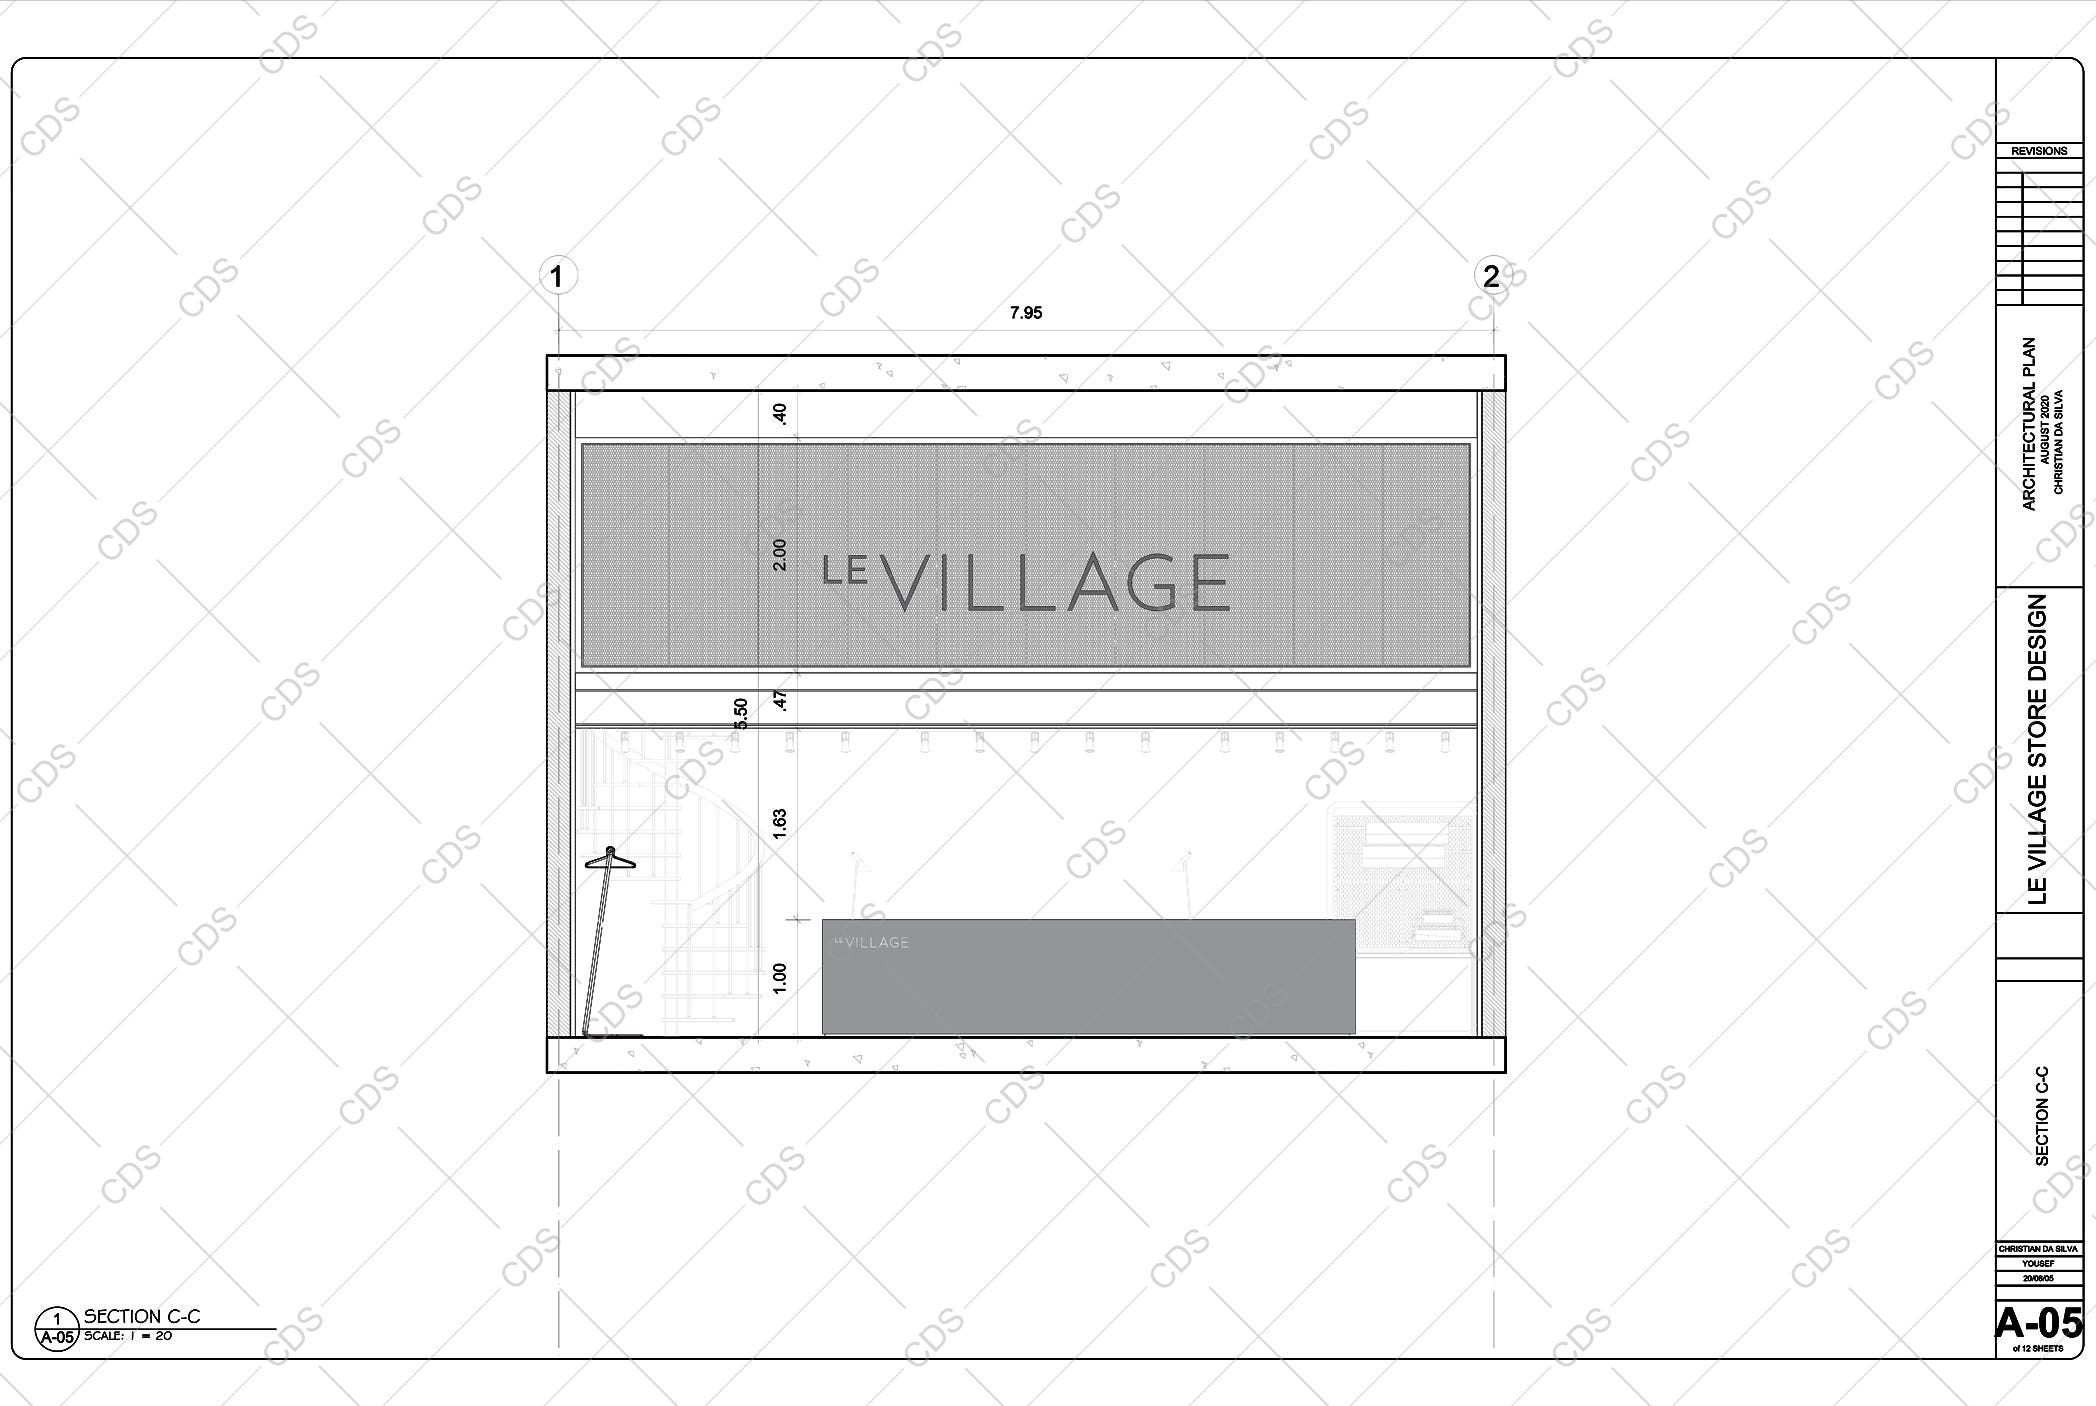 1
2
7.95
.40
2.00
LE VILLAGE
.47
5.50
1.63
LE VILLAGE
1.00
1
A-05
SECTION C-C
SCALE: 1 = 20
REVISIONS
ARCHITECTURAL PLAN
AUGUST 2020
CHRISTIAN DA SILVA
LE VILLAGE STORE DESIGN
SECTION C-C
CHRISTIAN DA SILVA
YOUSEF
20/08/05
A-05
of 12 SHEETS
CDS